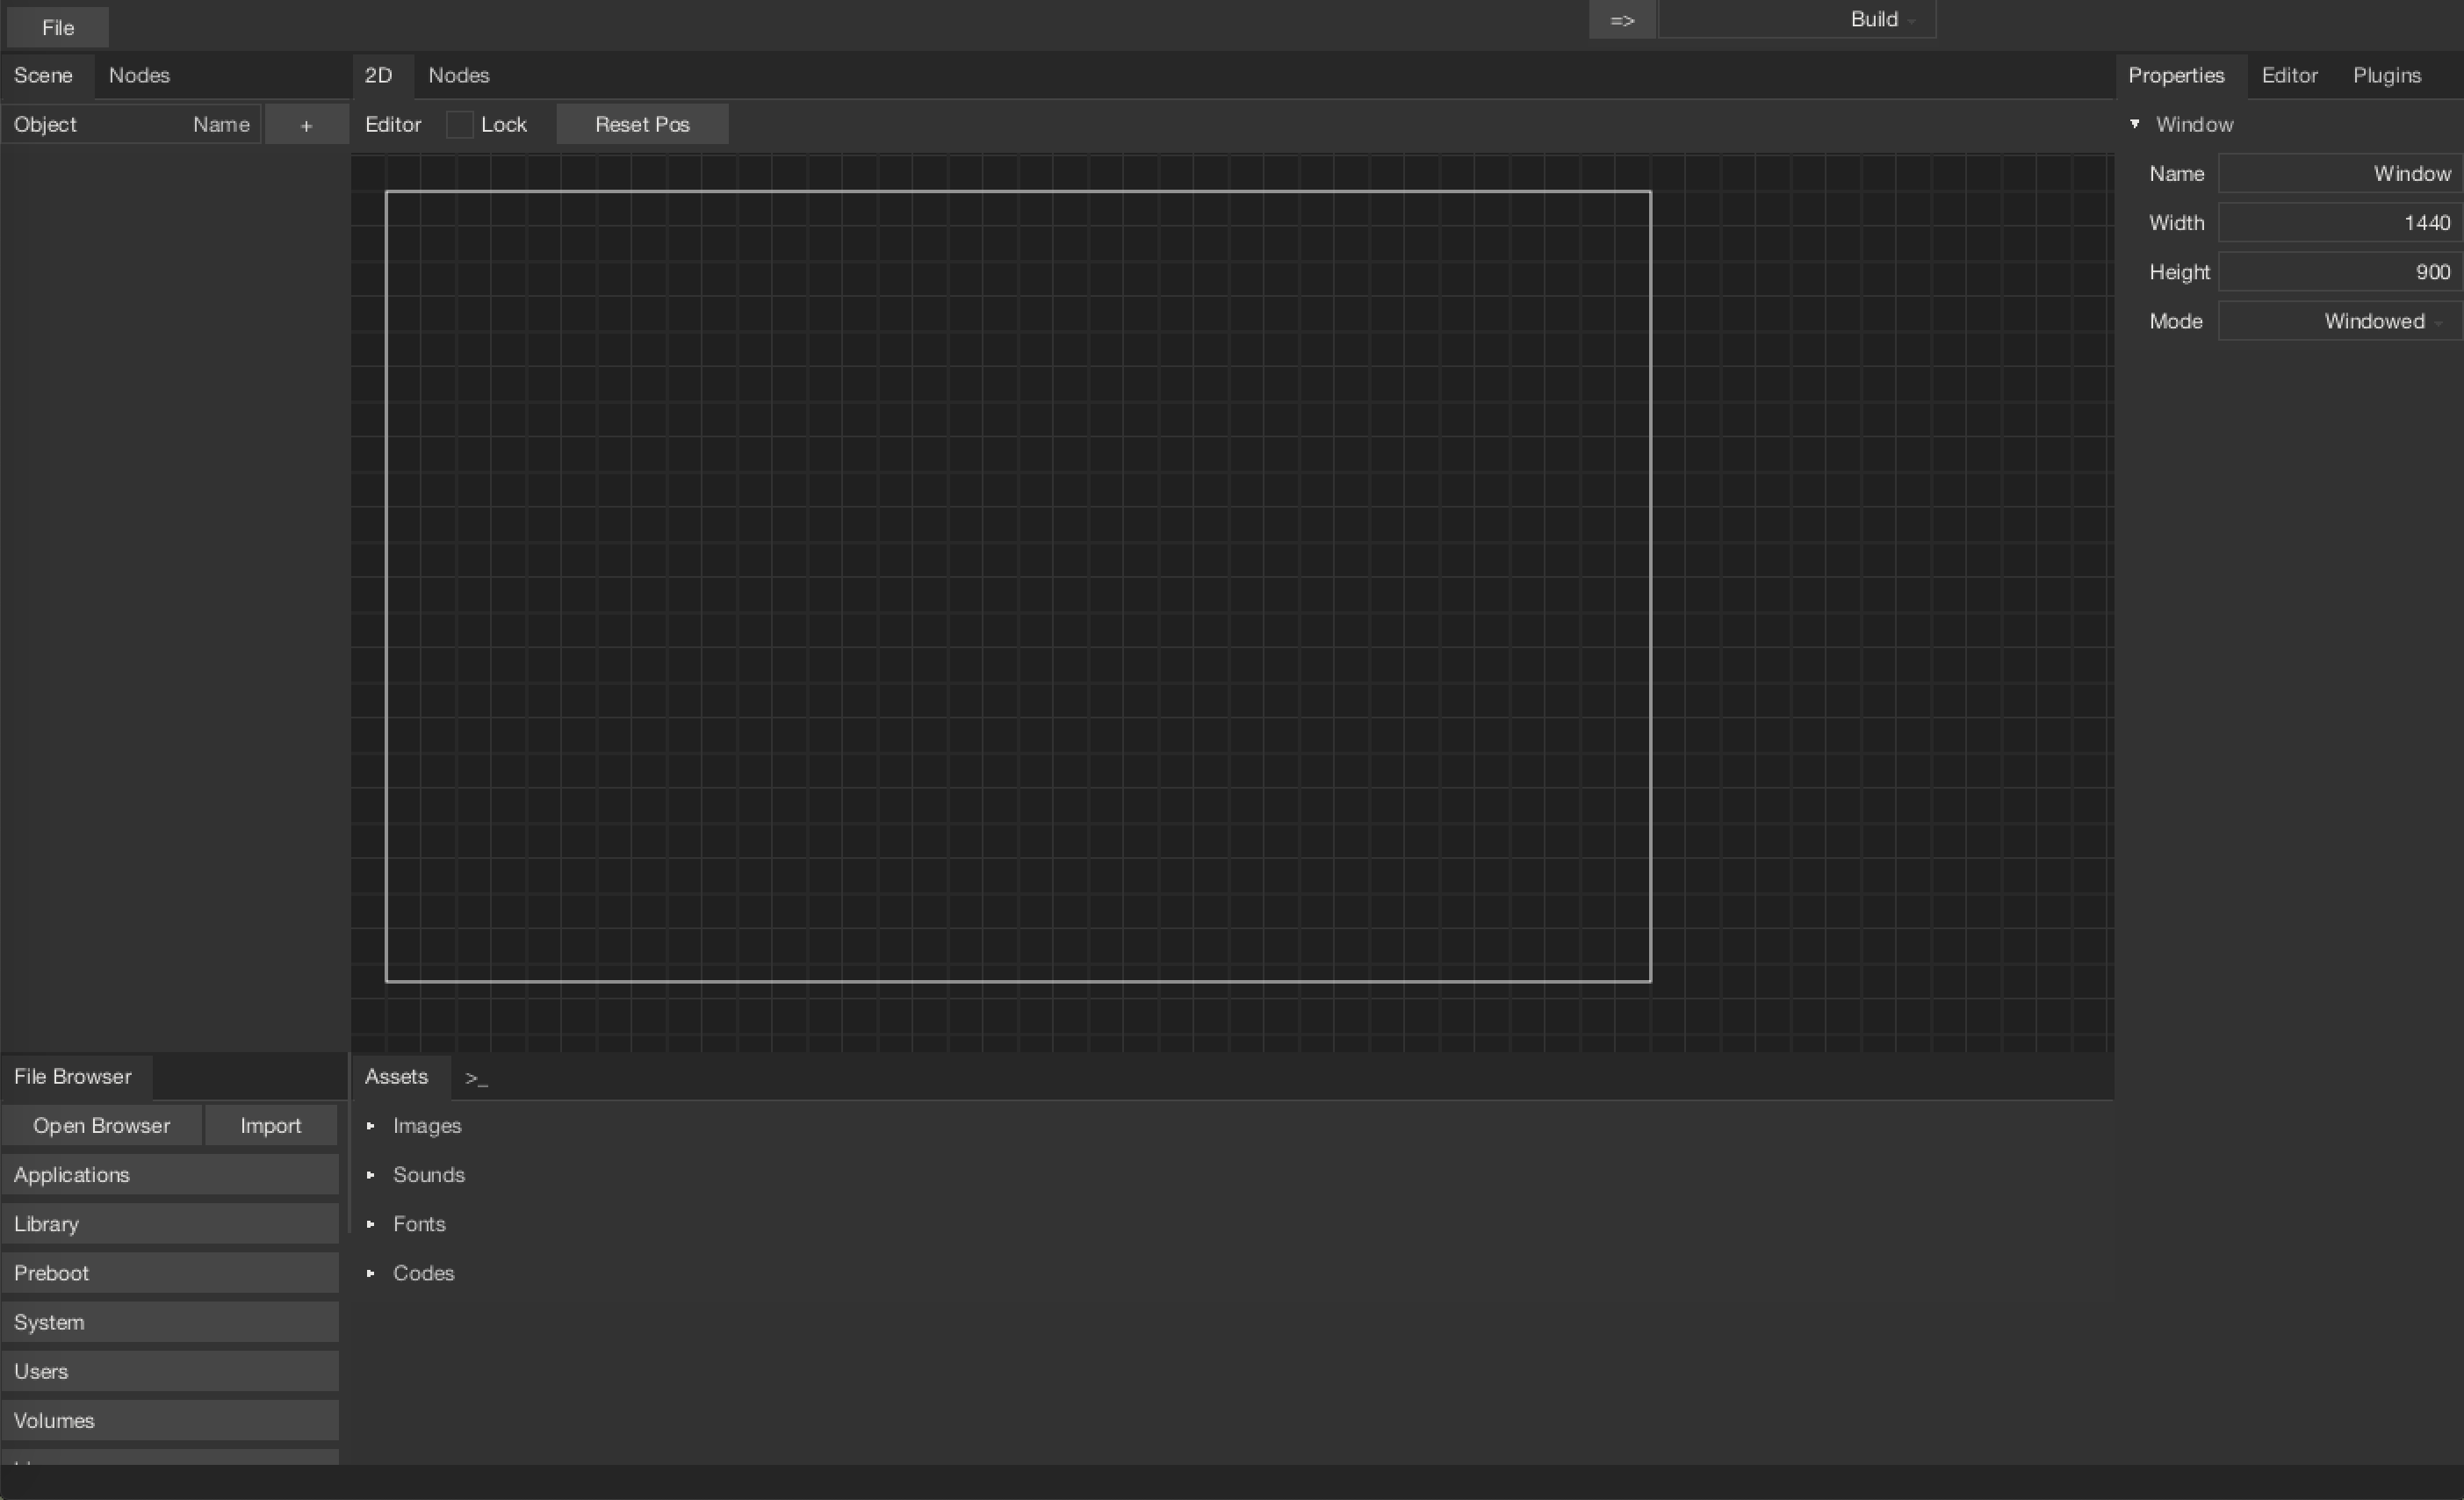 File
=> Build
Scene Nodes
2D Nodes
Properties Editor Plugins
Object Name +
Editor Lock Reset Pos
Window
Name Window
Width 1440
Height 900
Mode Windowed
File Browser
Assets >_
Open Browser Import
Images
Applications
Sounds
Library
Fonts
Preboot
Codes
System
Users
Volumes